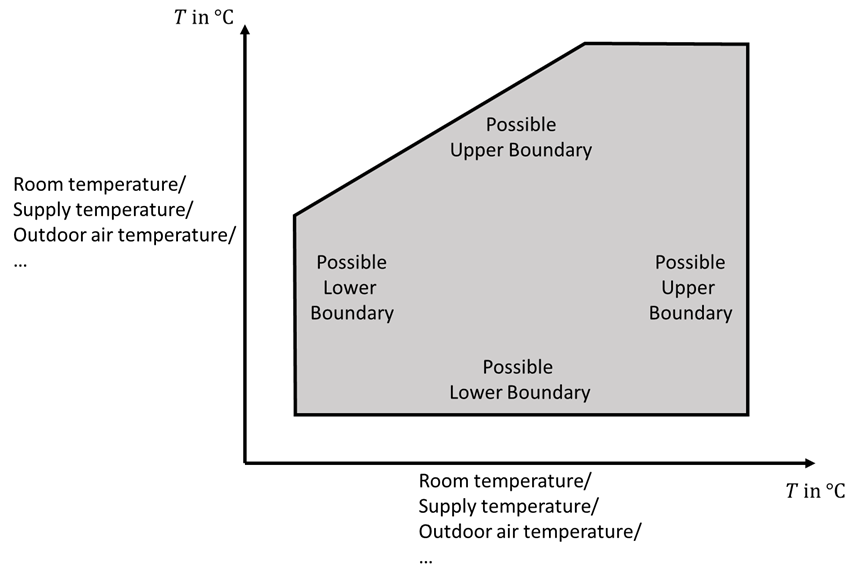 T in °C
Possible
Upper Boundary
Room temperature/
Supply temperature/
Outdoor air temperature/
...
Possible
Lower
Boundary
Possible
Upper
Boundary
Possible
Lower Boundary
Room temperature/
Supply temperature/
Outdoor air temperature/
...
T in °C